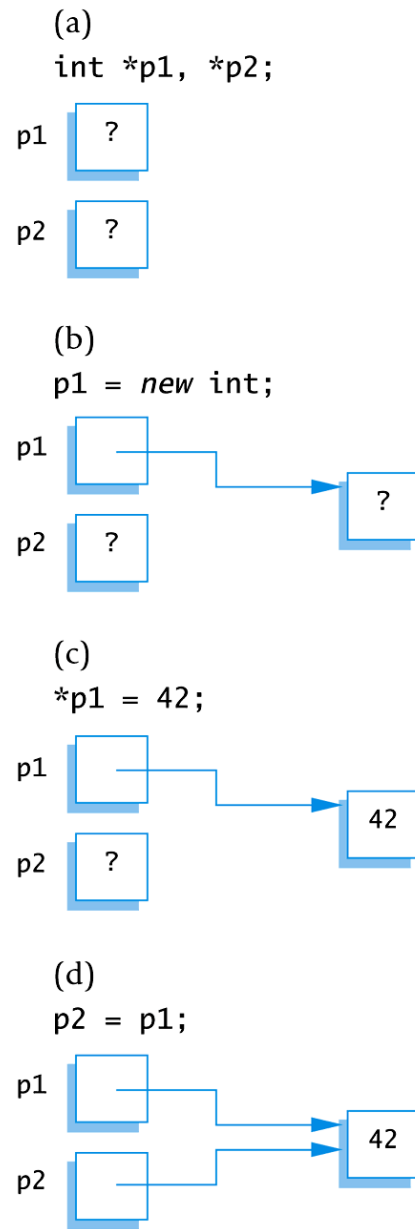 (a)
int *p1, *p2;
p1 ?
p2 ?
(b)
p1 = new int;
p1
?
p2 ?
(c)
*p1 = 42;
p1
42
p2 ?
(d)
p2 = p1;
p1
42
p2